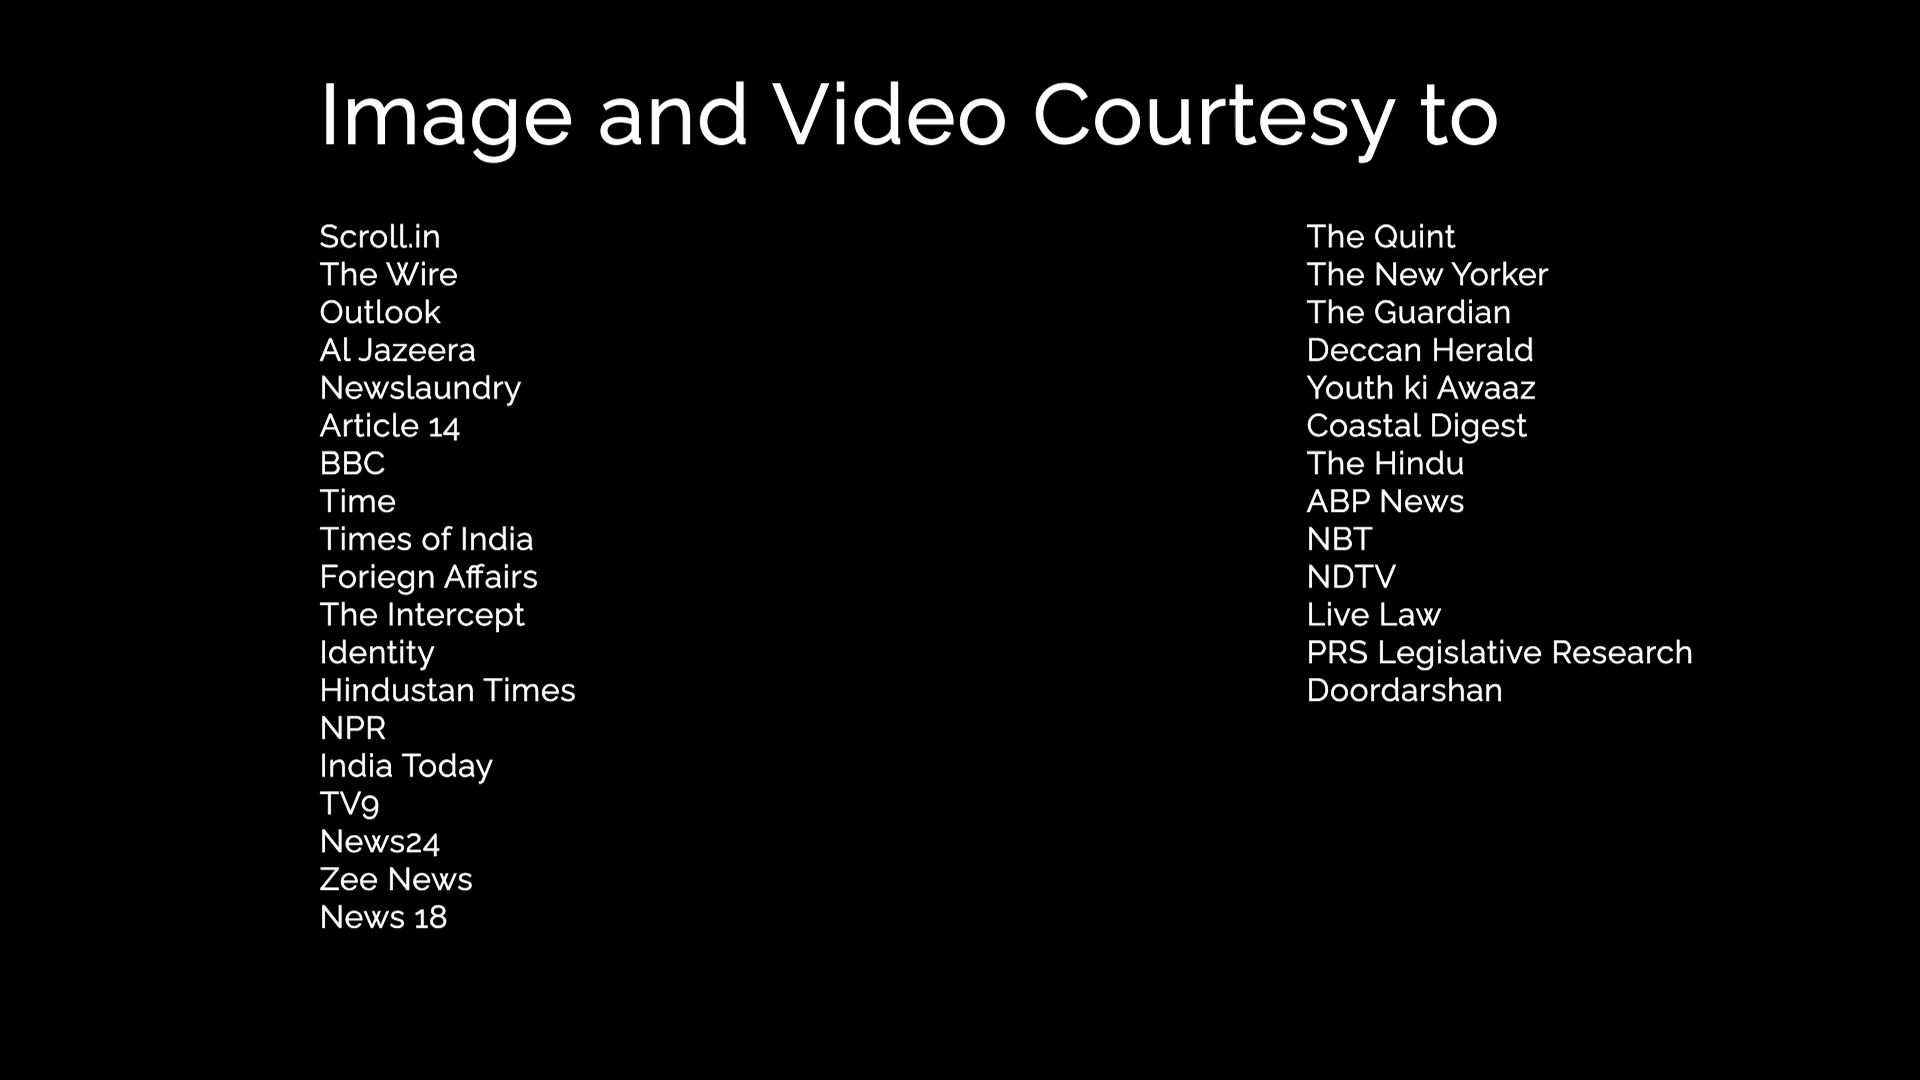 Image and Video Courtesy to
Scroll.in
The Wire
Outlook
Al Jazeera
Newslaundry
Article 14
BBC
Time
Times of India
Foriegn Affairs
The Intercept
Identity
Hindustan Times
NPR
India Today
TV9
News24
Zee News
News 18
The Quint
The New Yorker
The Guardian
Deccan Herald
Youth ki Awaaz
Coastal Digest
The Hindu
ABP News
NBT
NDTV
Live Law
PRS Legislative Research
Doordarshan